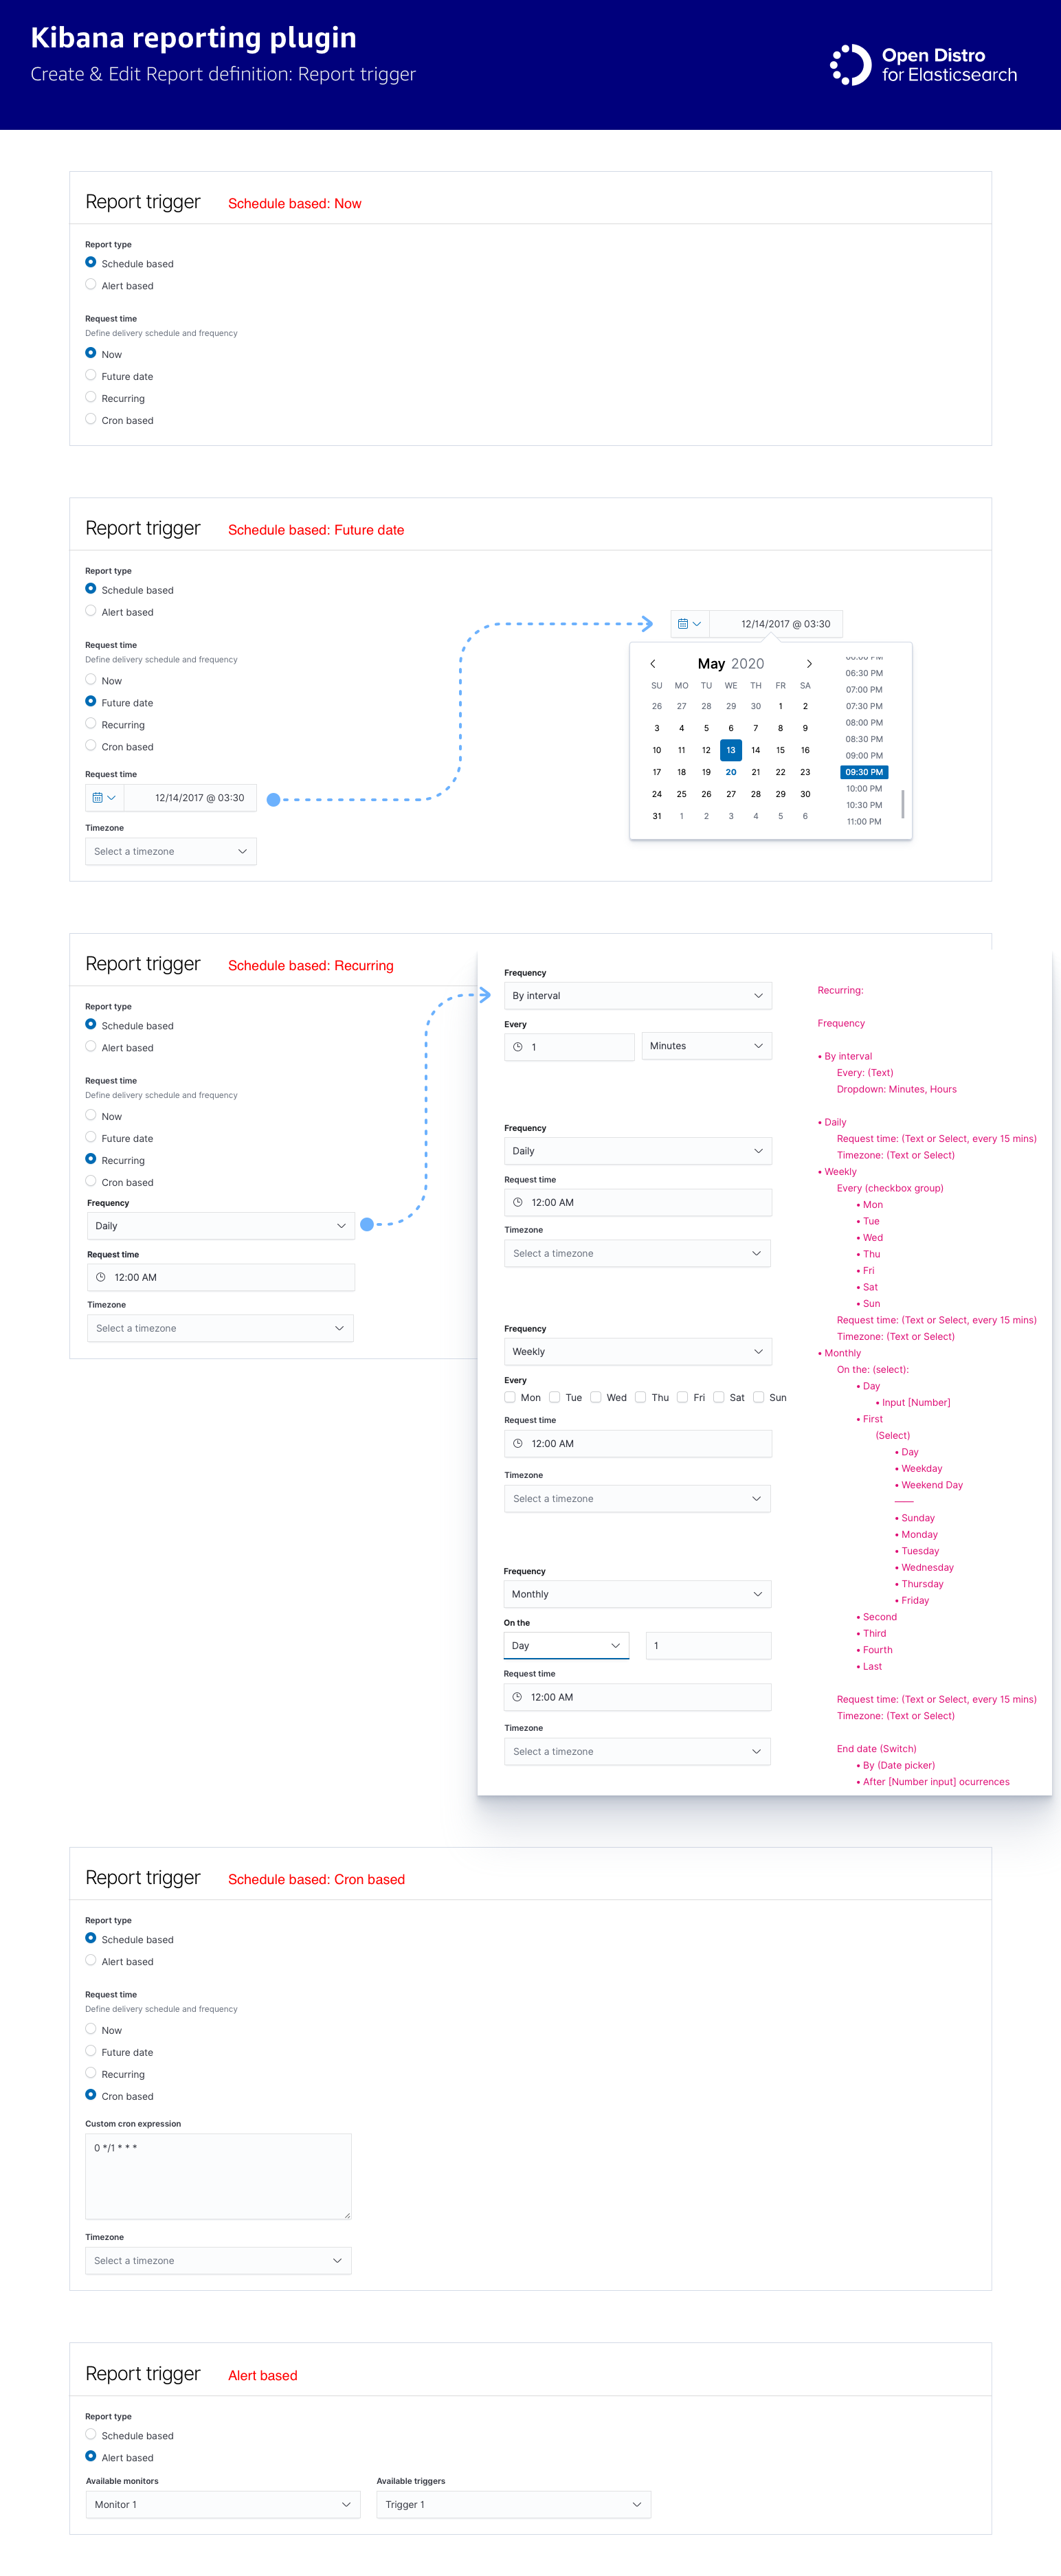 Kibana reporting plugin
Create & Edit Report definition: Report trigger
Open Distro
for Elasticsearch
Report trigger
Schedule based: Now
Report type
Schedule based
Alert based
Request time
Define delivery schedule and frequency
Now
Future date
Recurring
Cron based
Report trigger
Schedule based: Future date
Report type
Schedule based
Alert based
Request time
Define delivery schedule and frequency
Now
Future date
Recurring
Cron based
Request time
12/14/2017 @ 03:30
Timezone
Select a timezone
12/14/2017 @ 03:30
May 2020
SU MO TU WE TH FR SA
26 27 28 29 30 1 2
3 4 5 6 7 8 9
10 11 12 13 14 15 16
17 18 19 20 21 22 23
24 25 26 27 28 29 30
31 1 2 3 4 5 6
06:00 PM
06:30 PM
07:00 PM
07:30 PM
08:00 PM
08:30 PM
09:00 PM
09:30 PM
10:00 PM
10:30 PM
11:00 PM
Report trigger
Schedule based: Recurring
Report type
Schedule based
Alert based
Request time
Define delivery schedule and frequency
Now
Future date
Recurring
Cron based
Frequency
Daily
Request time
12:00 AM
Timezone
Select a timezone
Frequency
By interval
Every
1
Minutes
Frequency
Daily
Request time
12:00 AM
Timezone
Select a timezone
Frequency
Weekly
Every
Mon Tue Wed Thu Fri Sat Sun
Request time
12:00 AM
Timezone
Select a timezone
Frequency
Monthly
On the
Day
1
Request time
12:00 AM
Timezone
Select a timezone
Recurring:
Frequency
• By interval
Every: (Text)
Dropdown: Minutes, Hours
• Daily
Request time: (Text or Select, every 15 mins)
Timezone: (Text or Select)
• Weekly
Every (checkbox group)
• Mon
• Tue
• Wed
• Thu
• Fri
• Sat
• Sun
Request time: (Text or Select, every 15 mins)
Timezone: (Text or Select)
• Monthly
On the: (select):
• Day
• Input [Number]
• First
(Select)
• Day
• Weekday
• Weekend Day
——
• Sunday
• Monday
• Tuesday
• Wednesday
• Thursday
• Friday
• Second
• Third
• Fourth
• Last
Request time: (Text or Select, every 15 mins)
Timezone: (Text or Select)
End date (Switch)
• By (Date picker)
• After [Number input] ocurrences
Report trigger
Schedule based: Cron based
Report type
Schedule based
Alert based
Request time
Define delivery schedule and frequency
Now
Future date
Recurring
Cron based
Custom cron expression
0 */1 * * *
Timezone
Select a timezone
Report trigger
Alert based
Report type
Schedule based
Alert based
Available monitors
Monitor 1
Available triggers
Trigger 1